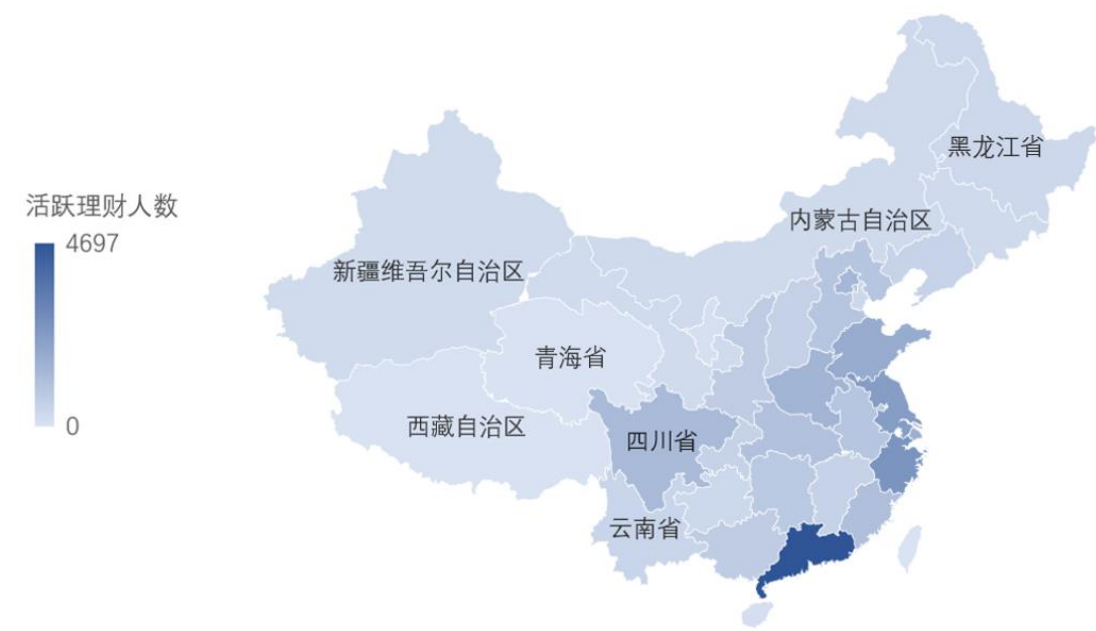 活跃理财人数
4697
0
黑龙江省
内蒙古自治区
新疆维吾尔自治区
青海省
西藏自治区
四川省
云南省